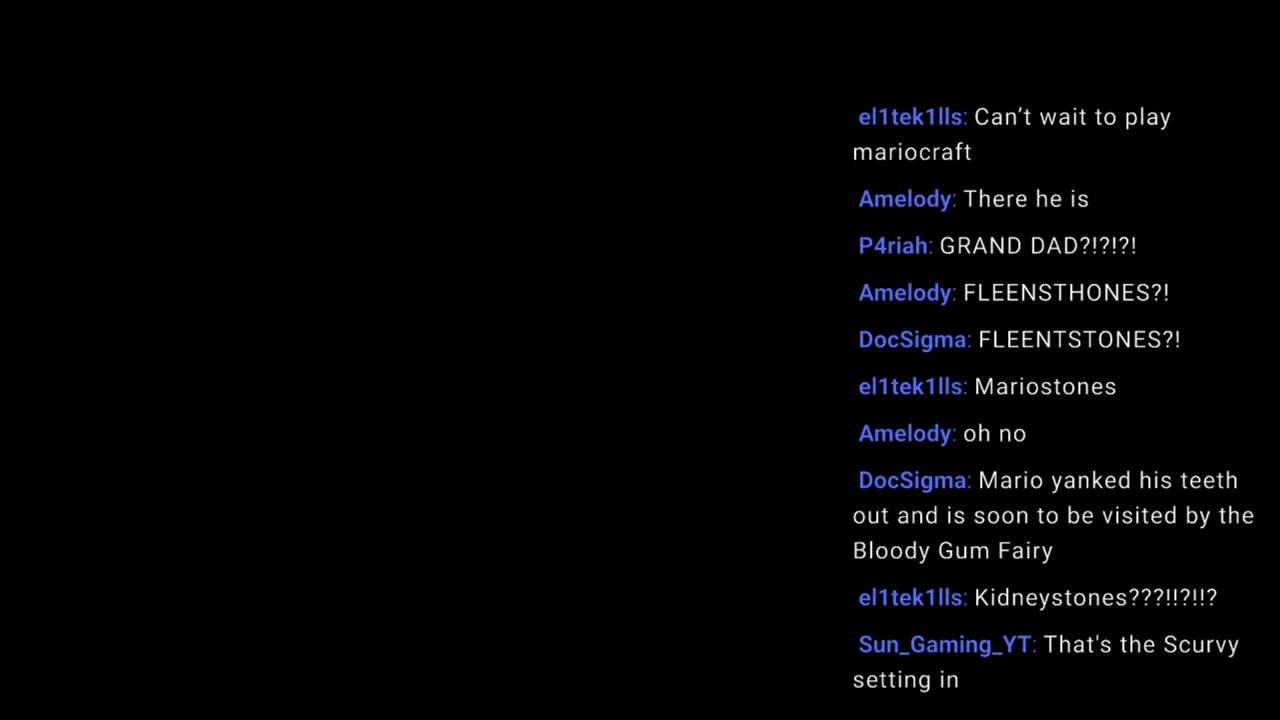 el1tek1lls: Can’t wait to play
mariocraft
Amelody: There he is
P4riah: GRAND DAD?!?!?!
Amelody: FLEENSTHONES?!
DocSigma: FLEENTSTONES?!
el1tek1lls: Mariostones
Amelody: oh no
DocSigma: Mario yanked his teeth
out and is soon to be visited by the
Bloody Gum Fairy
el1tek1lls: Kidneystones???!!?!!?
Sun_Gaming_YT: That's the Scurvy
setting in